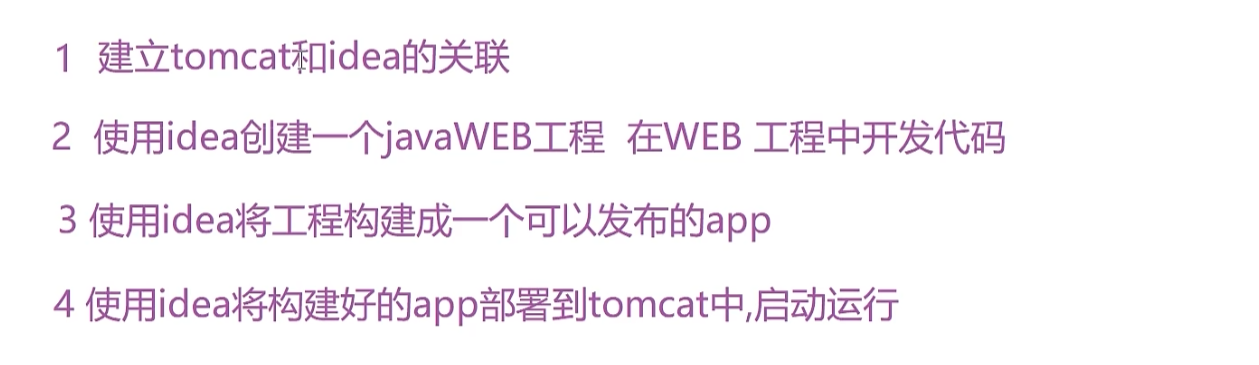 1 建立tomcat和idea的关联
2 使用idea创建一个javaWEB工程 在WEB 工程中开发代码
3 使用idea将工程构建成一个可以发布的app
4 使用idea将构建好的app部署到tomcat中,启动运行